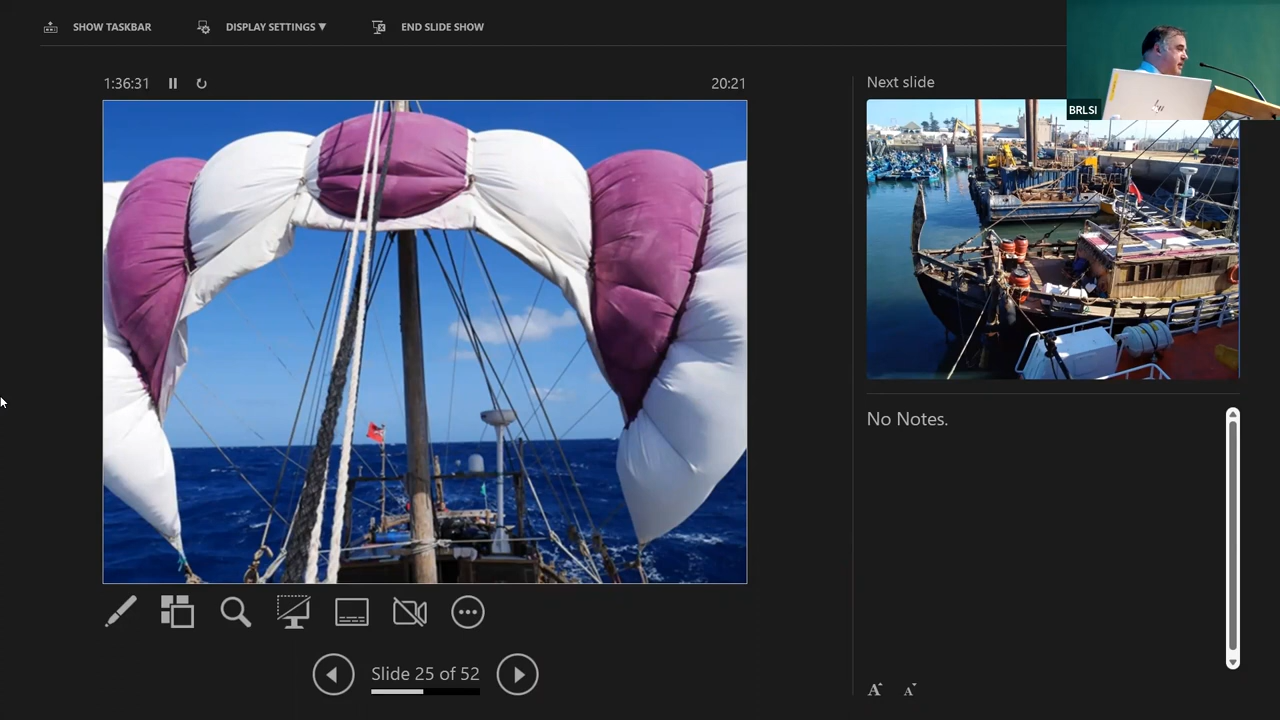 SHOW TASKBAR
DISPLAY SETTINGS ▼
END SLIDE SHOW
1:36:31
20:21
Next slide
BRLSI
No Notes.
Slide 25 of 52
A A